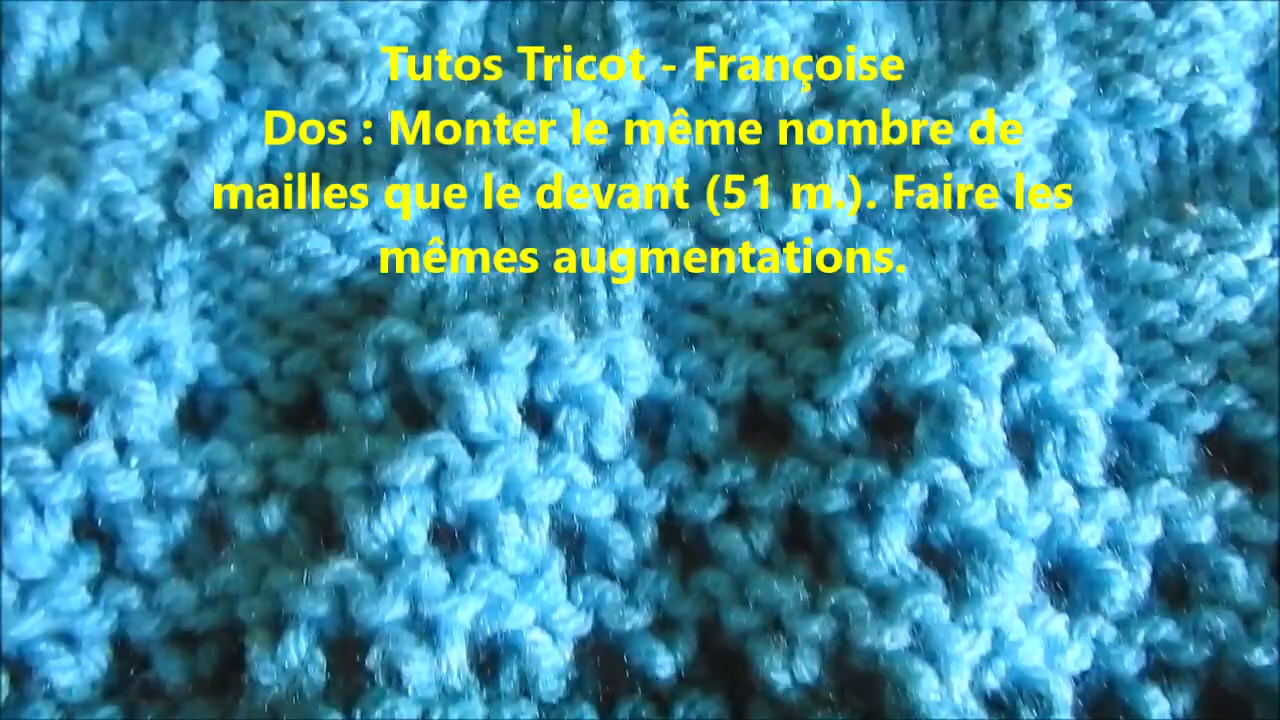 Tutos Tricot - Françoise
Dos : Monter le même nombre de
mailles que le devant (51 m.). Faire les
mêmes augmentations.